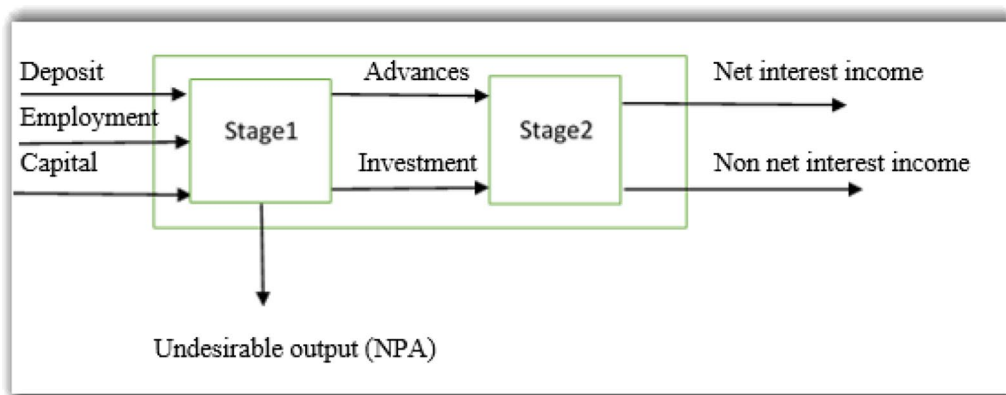 Deposit
Employment
Capital
Stage1
Advances
Investment
Stage2
Net interest income
Non net interest income
Undesirable output (NPA)